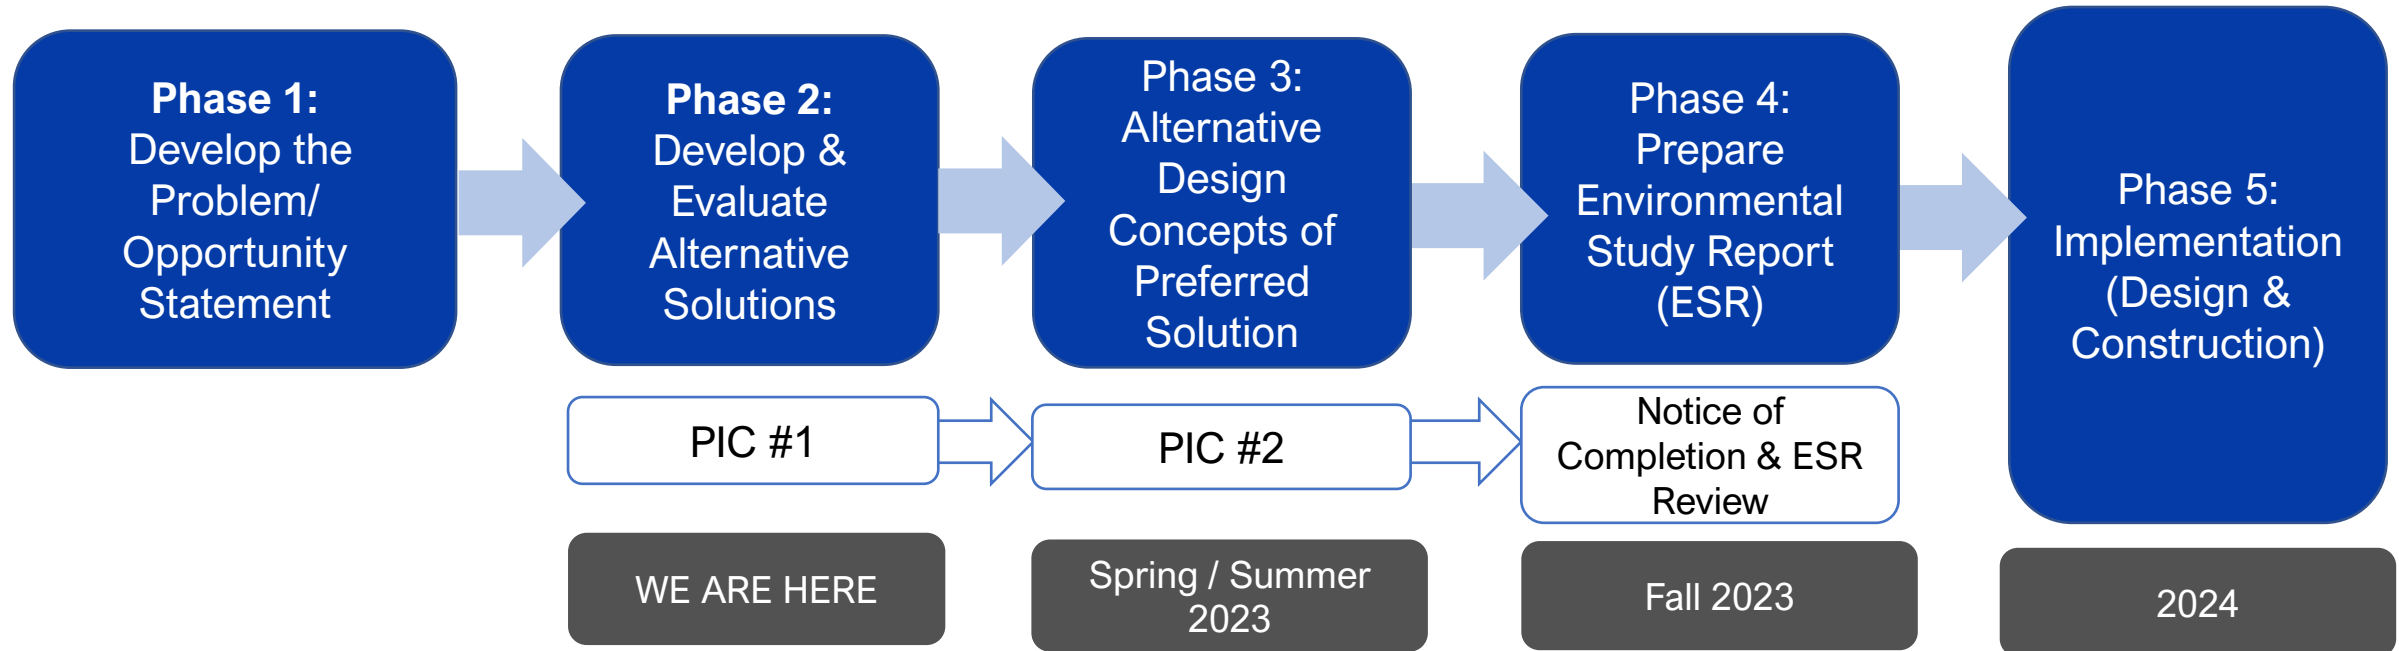 Phase 1:
Develop the
Problem/
Opportunity
Statement
Phase 2:
Develop &
Evaluate
Alternative
Solutions
Phase 3:
Alternative
Design
Concepts of
Preferred
Solution
Phase 4:
Prepare
Environmental
Study Report
(ESR)
Phase 5:
Implementation
(Design &
Construction)
PIC #1
PIC #2
Notice of
Completion & ESR
Review
WE ARE HERE
Spring / Summer
2023
Fall 2023
2024